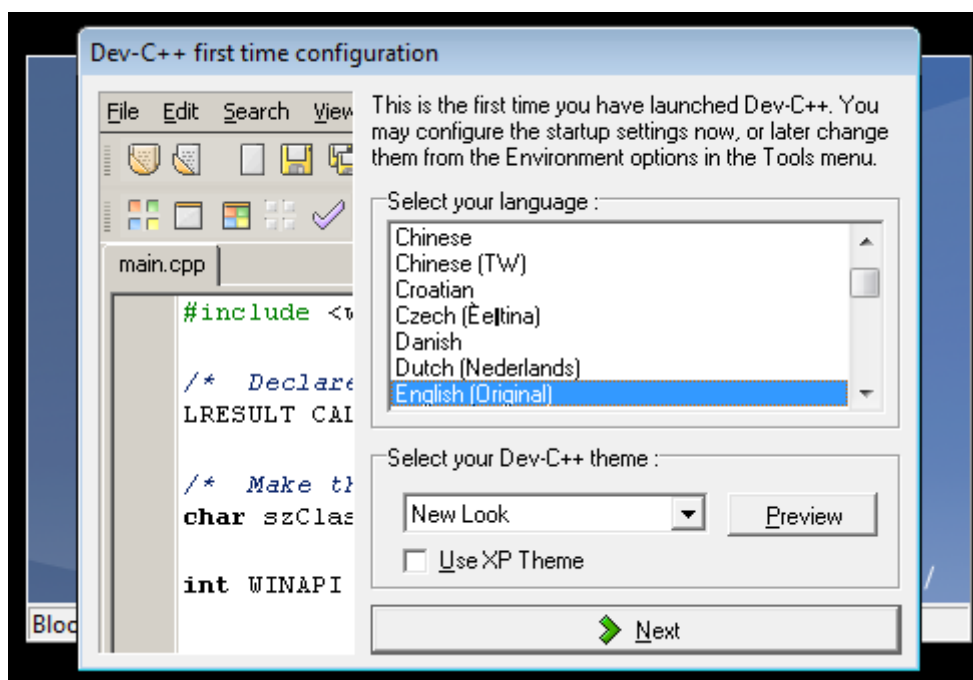 Dev-C++ first time configuration
File Edit Search View
This is the first time you have launched Dev-C++. You
may configure the startup settings now, or later change
them from the Environment options in the Tools menu.
Select your language :
Chinese
Chinese (TW)
Croatian
Czech (Èeština)
Danish
Dutch (Nederlands)
English (Original)
main.cpp
#include <w
/* Declare
LRESULT CAL
/* Make th
char szClas
int WINAPI
Select your Dev-C++ theme :
New Look
Preview
Use XP Theme
Next
Bloc
/